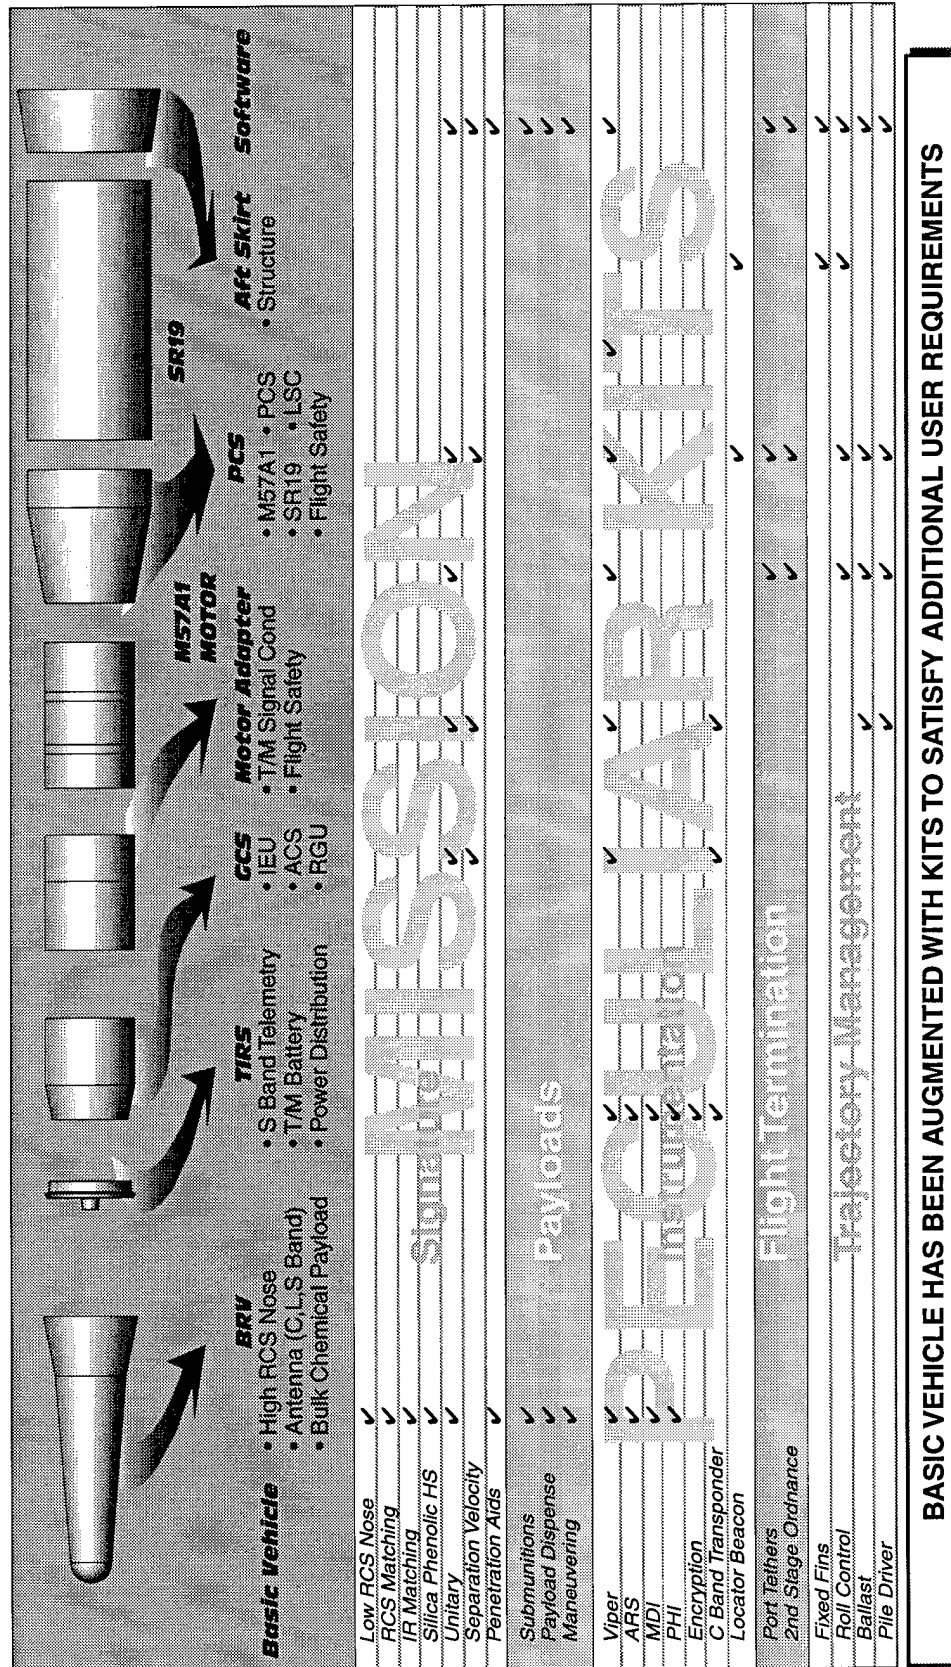 Basic Vehicle
BRV
• High RCS Nose
• Antenna (C,L,S Band)
• Bulk Chemical Payload
TIRS
• S Band Telemetry
• T/M Battery
• Power Distribution
GCS
• IEU
• ACS
• RGU
M57A1
MOTOR
Motor Adapter
• T/M Signal Cond
• Flight Safety
PCS
• M57A1 • PCS
• SR19 • LSC
• Flight Safety
SR19
Aft Skirt
• Structure
Software
MISSION
Signature
Low RCS Nose
RCS Matching
IR Matching
Silica Phenolic HS
Unitary
Separation Velocity
Penetration Aids
Payloads
Submunitions
Payload Dispense
Maneuvering
PECULIAR KITS
Instrumentation
Viper
ARS
MDI
PHI
Encryption
C Band Transponder
Locator Beacon
Flight Termination
Port Tethers
2nd Stage Ordnance
Trajectory Management
Fixed Fins
Roll Control
Ballast
Pile Driver
BASIC VEHICLE HAS BEEN AUGMENTED WITH KITS TO SATISFY ADDITIONAL USER REQUIREMENTS